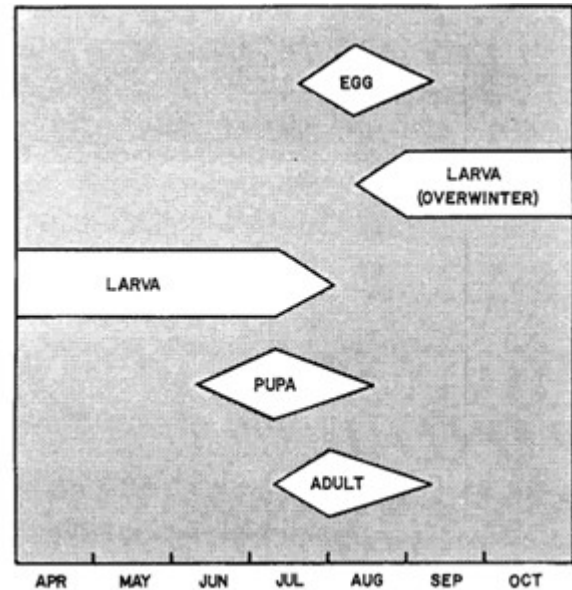 EGG
LARVA
(OVERWINTER)
LARVA
PUPA
ADULT
APR MAY JUN JUL AUG SEP OCT